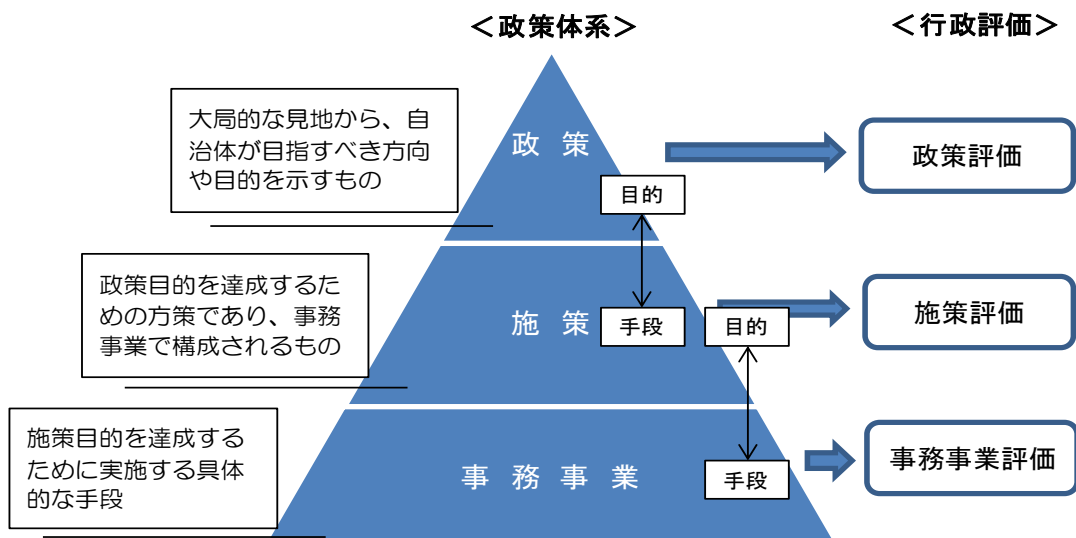 ＜政策体系＞
＜行政評価＞
大局的な見地から、自
治体が目指すべき方向
や目的を示すもの
政策
目的
政策評価
政策目的を達成するた
めの方策であり、事務
事業で構成されるもの
施策
手段
目的
施策評価
施策目的を達成する
ために実施する具体
的な手段
事務事業
手段
事務事業評価